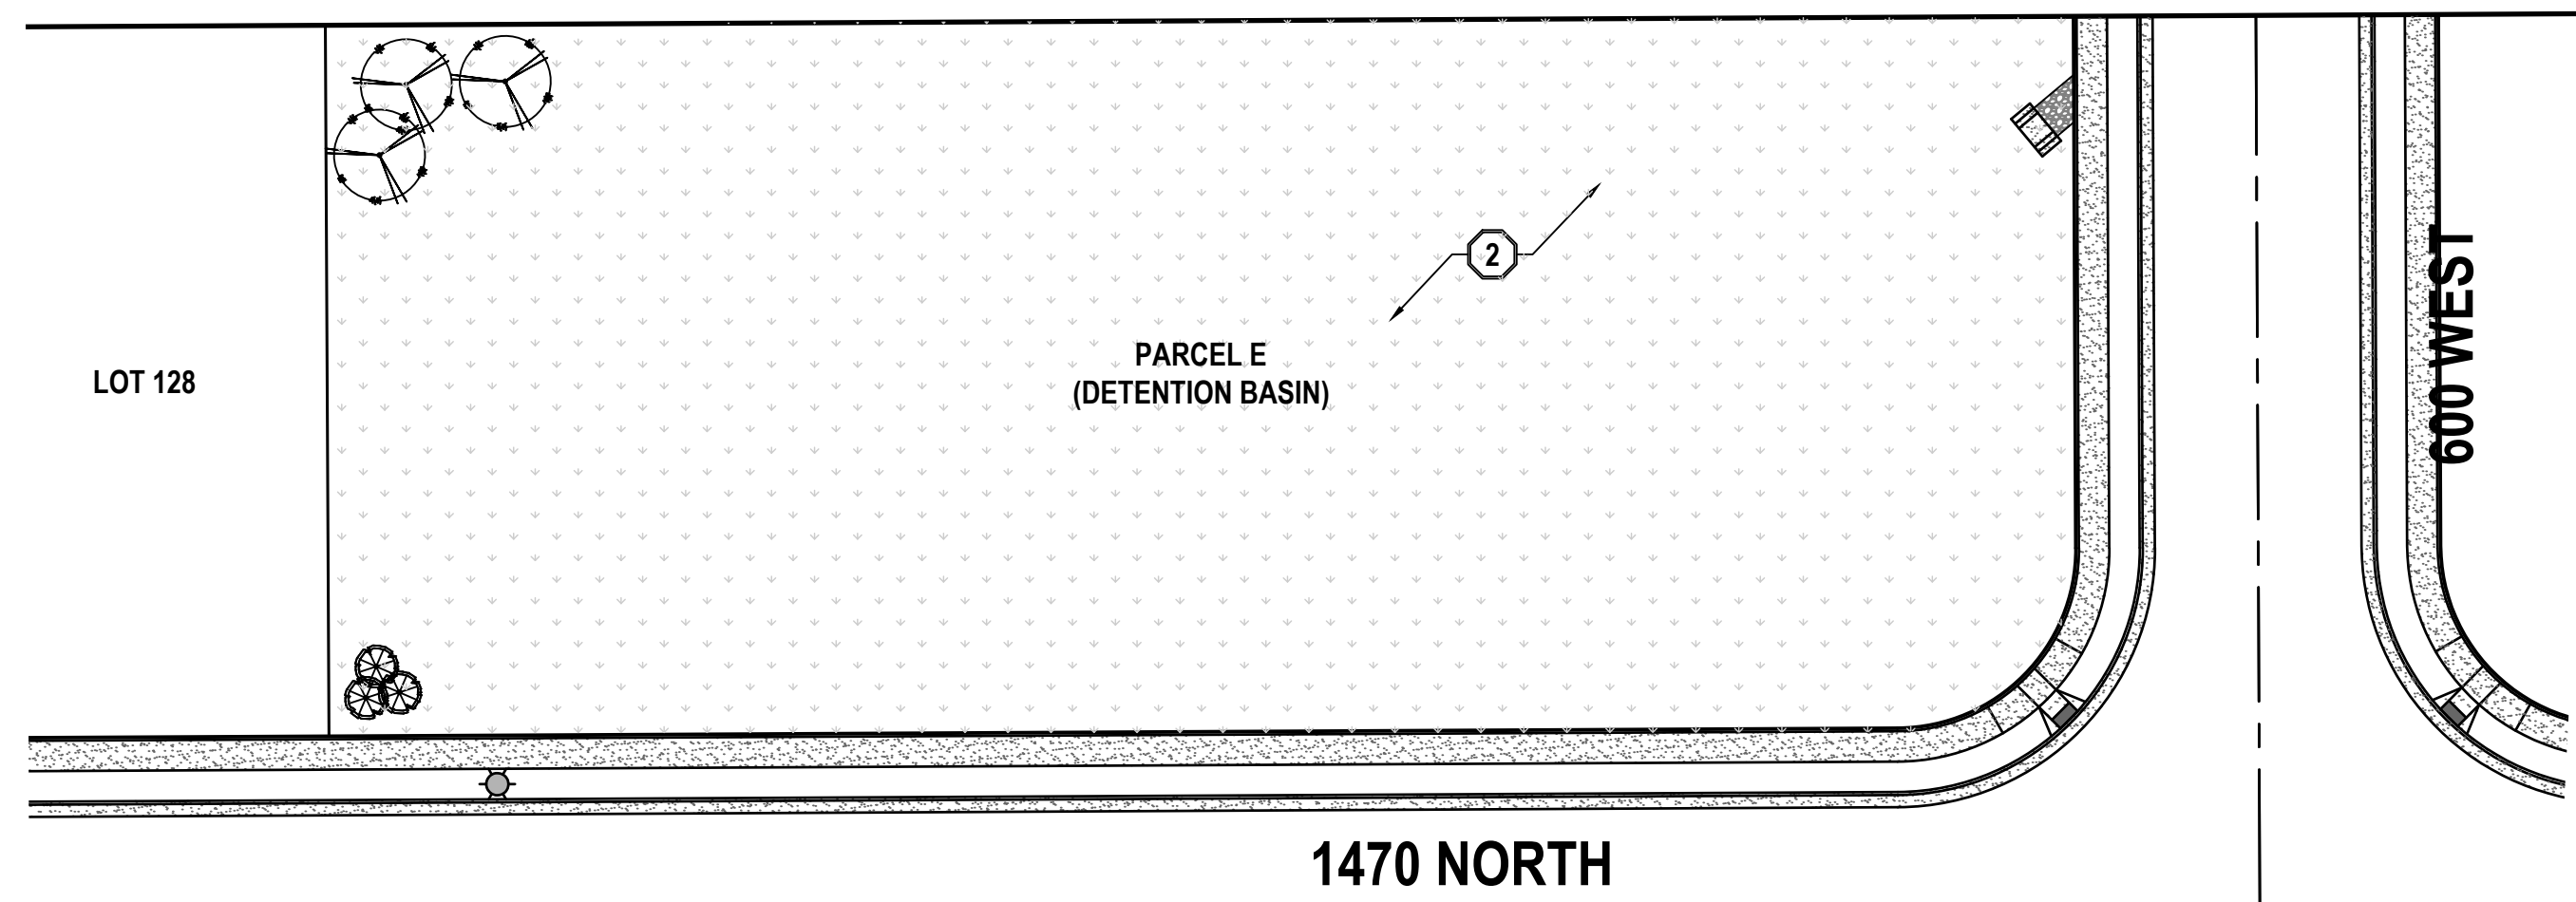 2
PARCEL E
(DETENTION BASIN)
LOT 128
600 WEST
1470 NORTH